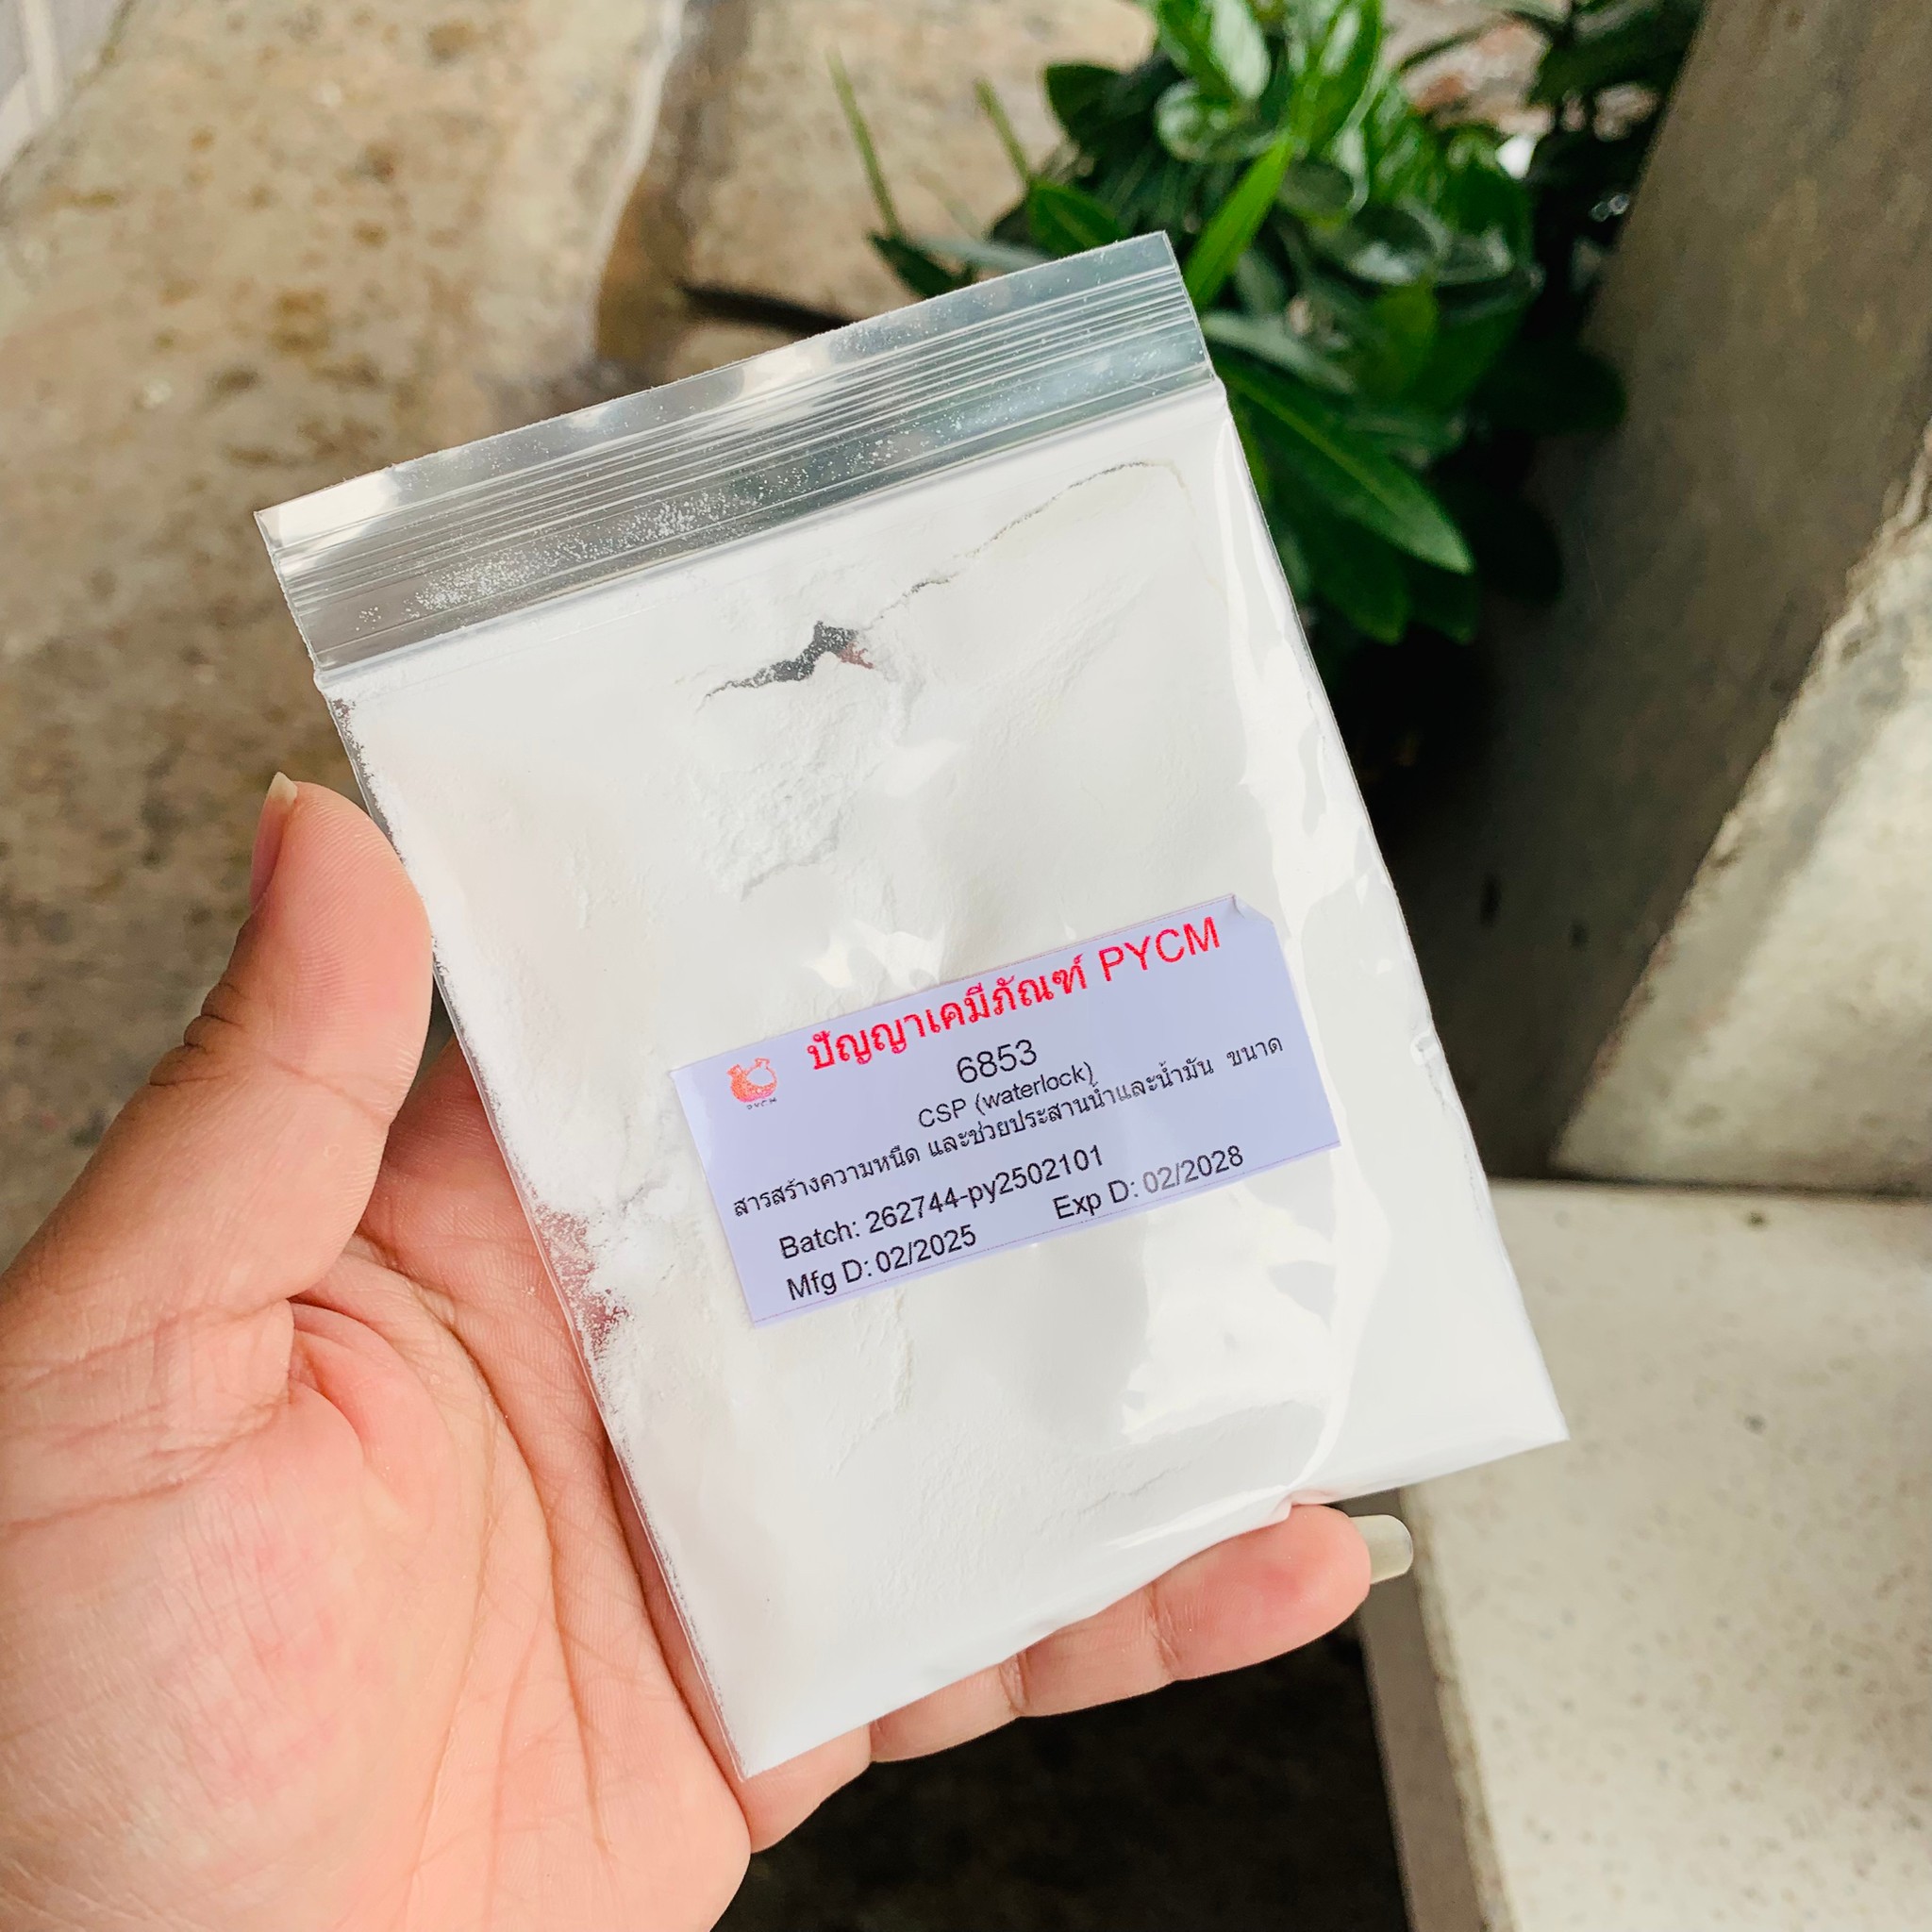 ปัญญาเคมีภัณฑ์ PYCM
PYCM
6853
CSP (waterlock)
สารสร้างความหนืด และช่วยประสานน้ำและน้ำมัน ขนาด
Batch: 262744-py2502101
Mfg D: 02/2025 Exp D: 02/2028